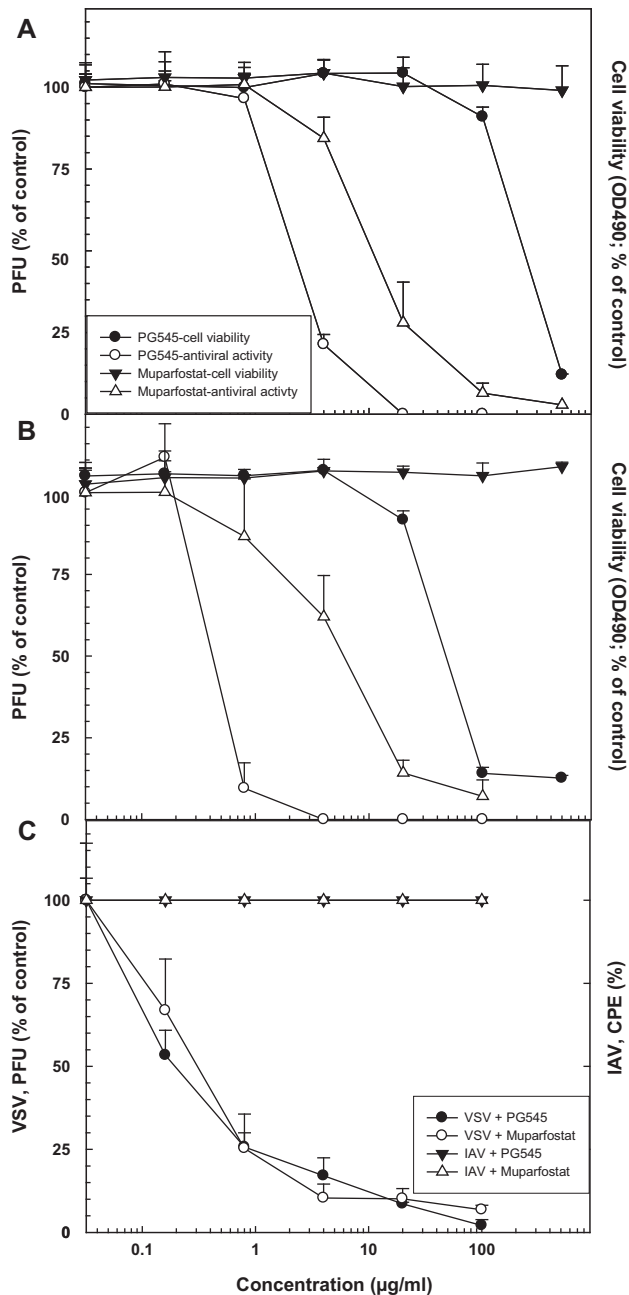 A
100
75
50
25
0
PFU (% of control)
Cell viability (OD490; % of control)
PG545-cell viability
PG545-antiviral activity
Muparfostat-cell viability
Muparfostat-antiviral activty
B
100
75
50
25
0
PFU (% of control)
Cell viability (OD490; % of control)
C
100
75
50
25
0
VSV, PFU (% of control)
IAV, CPE (%)
VSV + PG545
VSV + Muparfostat
IAV + PG545
IAV + Muparfostat
0.1 1 10 100
Concentration (µg/ml)